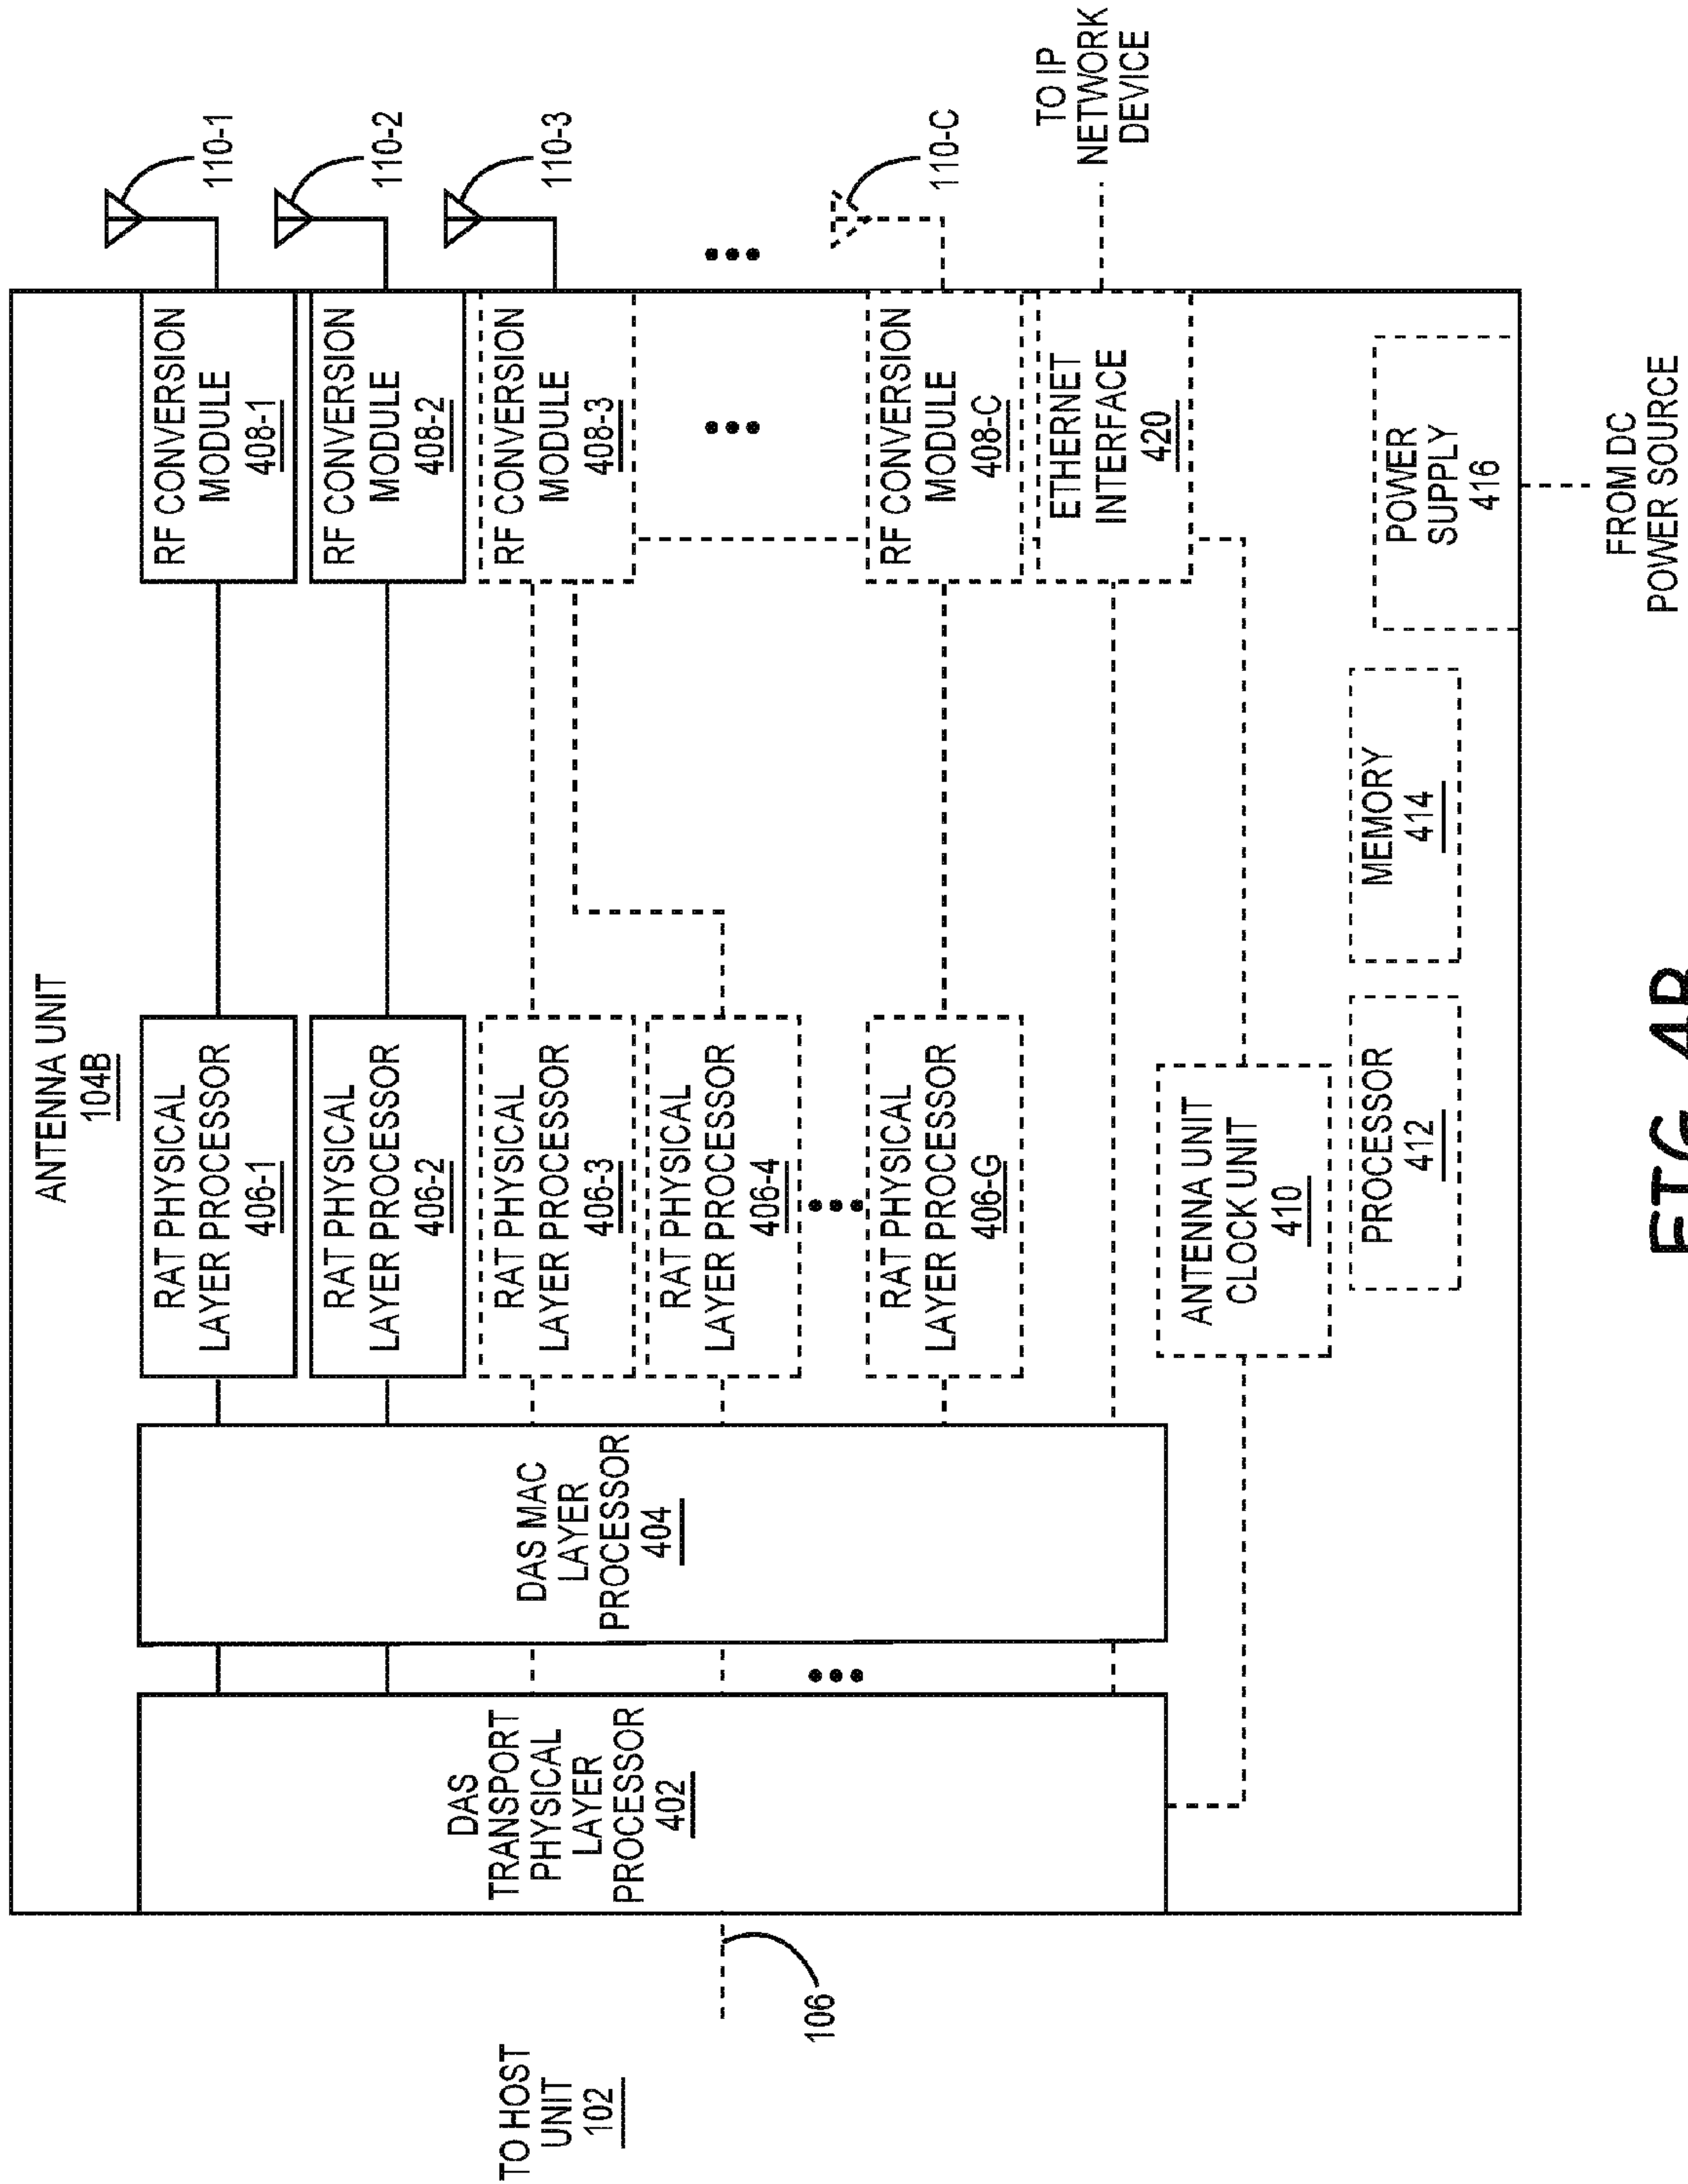 ANTENNA UNIT
104B
TO HOST
UNIT
102
106
DAS
TRANSPORT
PHYSICAL
LAYER
PROCESSOR
402
DAS MAC
LAYER
PROCESSOR
404
RAT PHYSICAL
LAYER PROCESSOR
406-1
RAT PHYSICAL
LAYER PROCESSOR
406-2
RAT PHYSICAL
LAYER PROCESSOR
406-3
RAT PHYSICAL
LAYER PROCESSOR
406-4
RAT PHYSICAL
LAYER PROCESSOR
406-G
RF CONVERSION
MODULE
408-1
RF CONVERSION
MODULE
408-2
RF CONVERSION
MODULE
408-3
RF CONVERSION
MODULE
408-C
ETHERNET
INTERFACE
420
110-1
110-2
110-3
110-C
TO IP
NETWORK
DEVICE
ANTENNA UNIT
CLOCK UNIT
410
PROCESSOR
412
MEMORY
414
POWER
SUPPLY
416
FROM DC
POWER SOURCE
FIG. 4B